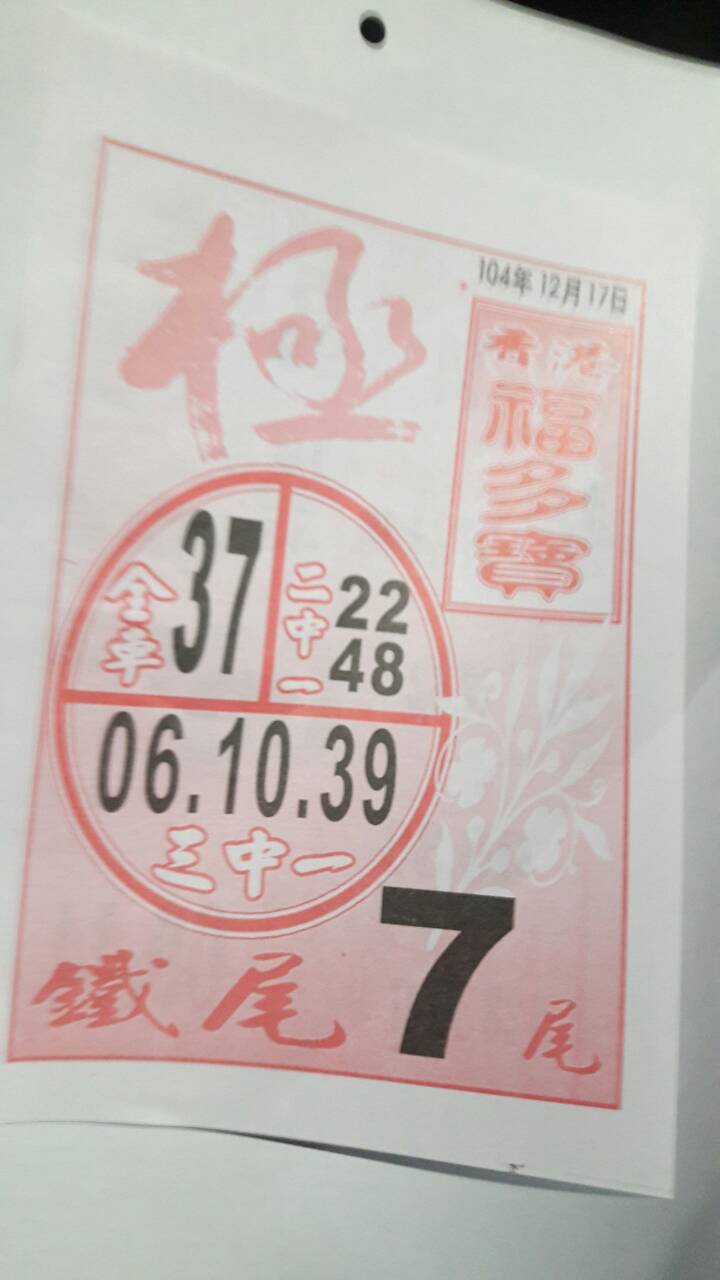 極
104年12月17日
香港
福多寶
全車
37
二中一
22
48
06.10.39
三中一
鐵尾 7 尾